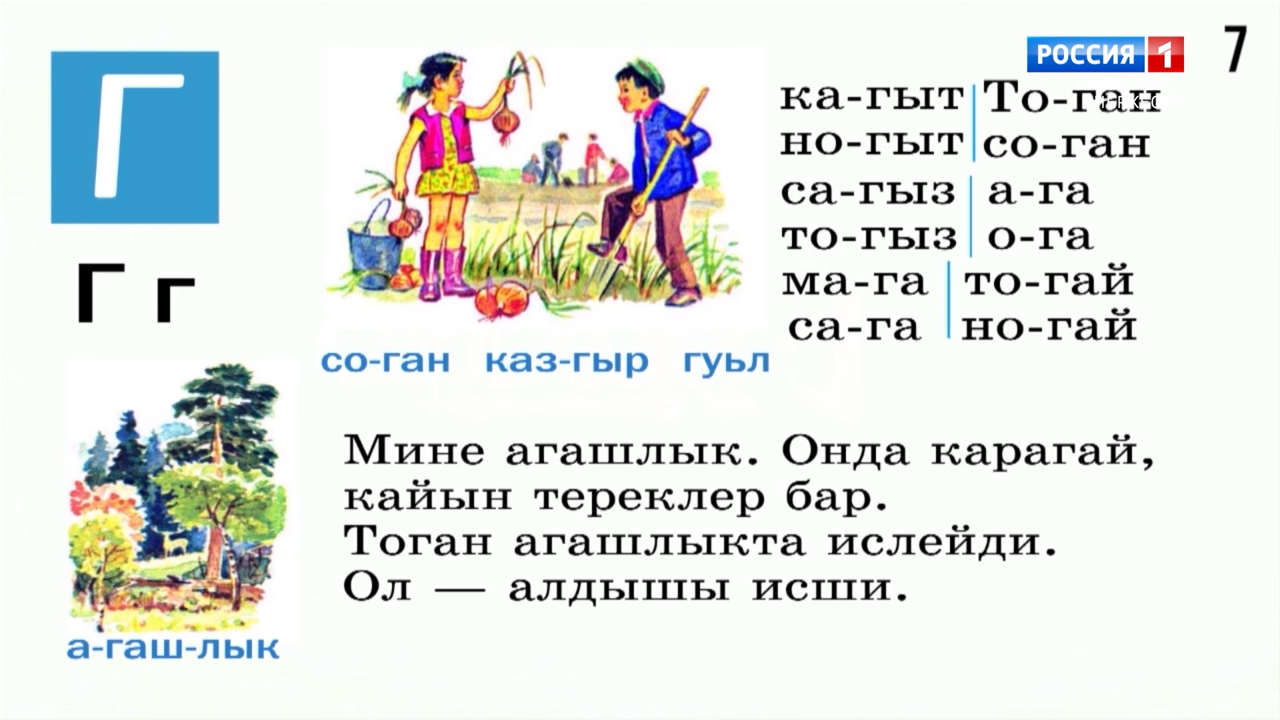 Г
Г г
7
РОССИЯ 1
ка-гыт То-ган
но-гыт со-ган
са-гыз а-га
то-гыз о-га
ма-га то-гай
са-га но-гай
со-ган каз-гыр гуьл
а-гаш-лык
Мине агашлык. Онда карагай,
кайын тереклер бар.
Тоган агашлыкта ислейди.
Ол — алдышы исши.